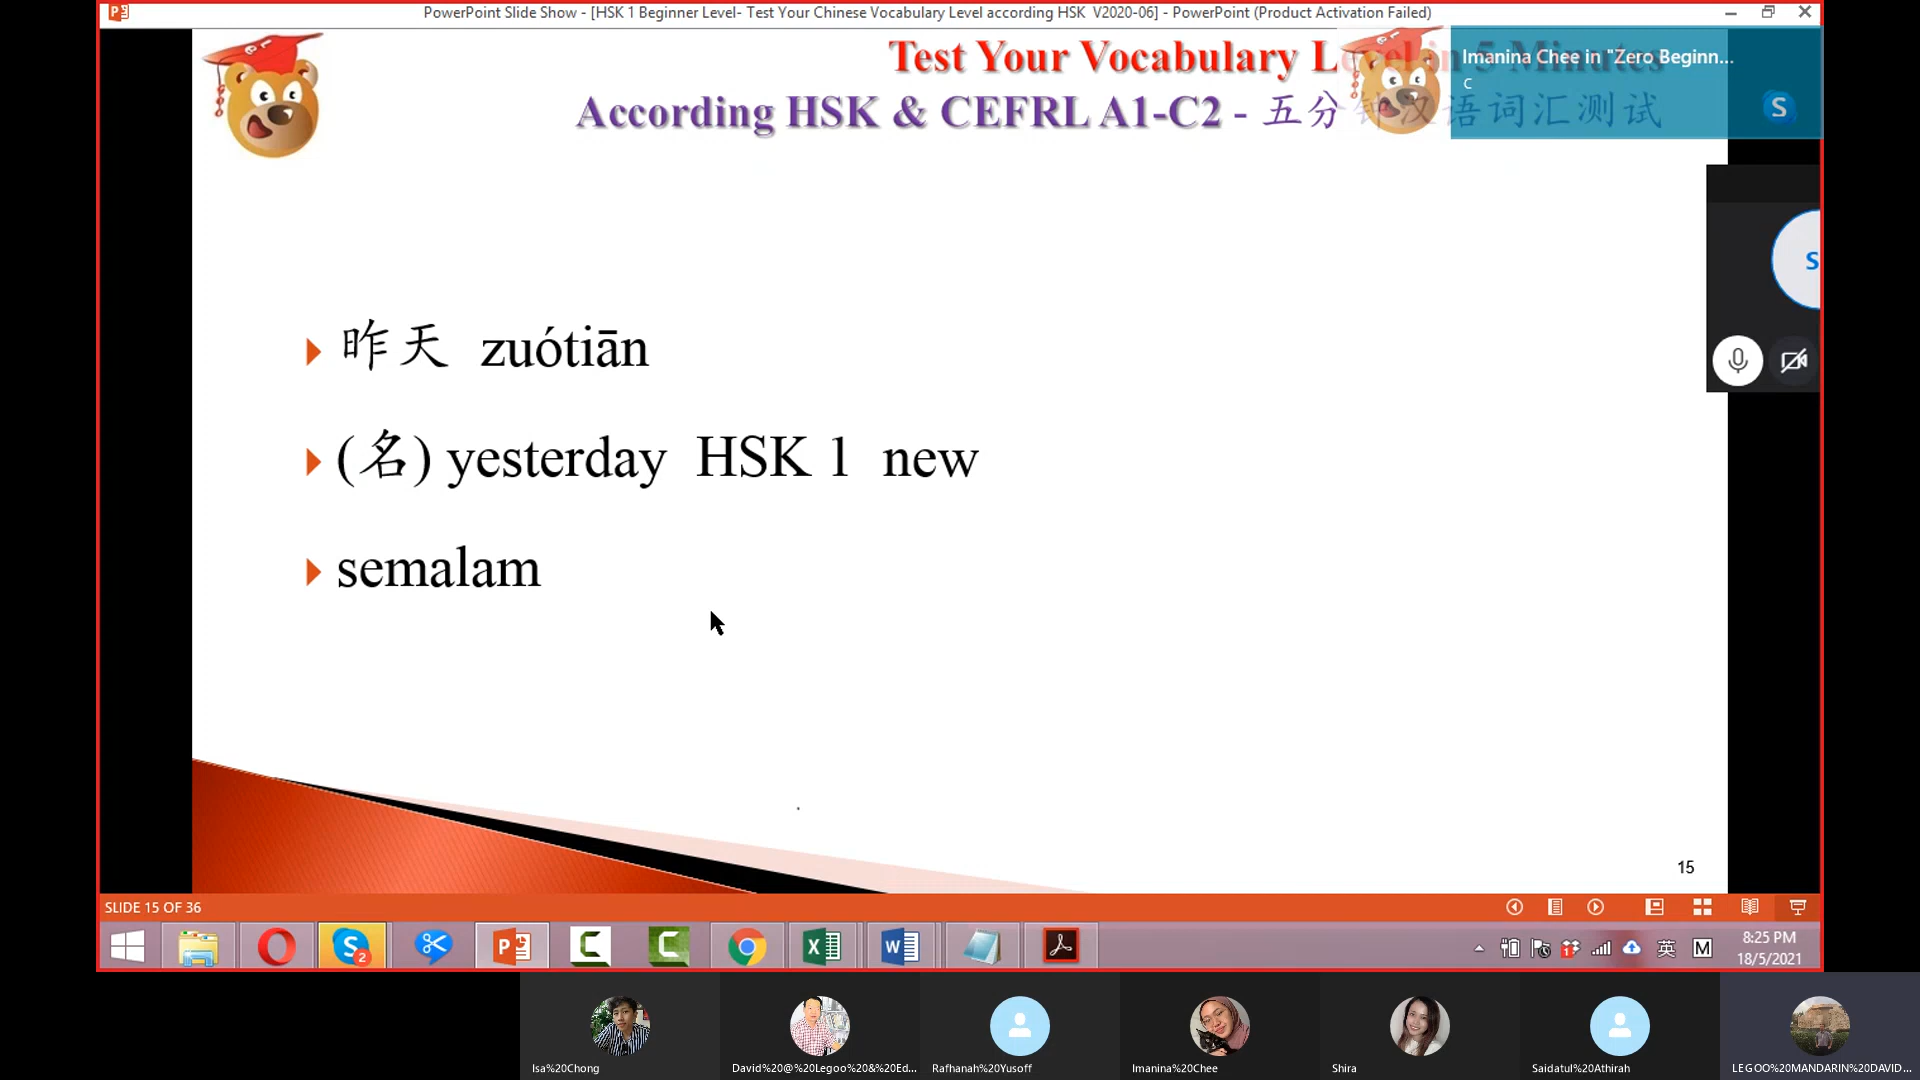 PowerPoint Slide Show - [HSK 1 Beginner Level- Test Your Chinese Vocabulary Level according HSK V2020-06] - PowerPoint (Product Activation Failed)
Test Your Vocabulary Level in 5 Minutes
According HSK & CEFRL A1-C2 - 五分钟汉语词汇测试
Imanina Chee in "Zero Beginn...
C
S
S
昨天 zuótiān
(名) yesterday HSK 1 new
semalam
15
SLIDE 15 OF 36
8:25 PM
英 M
18/5/2021
2
Isa%20Chong
David%20@%20Legoo%20&%20Ed...
Rafhanah%20Yusoff
Imanina%20Chee
Shira
Saidatul%20Athirah
LEGOO%20MANDARIN%20DAVID...